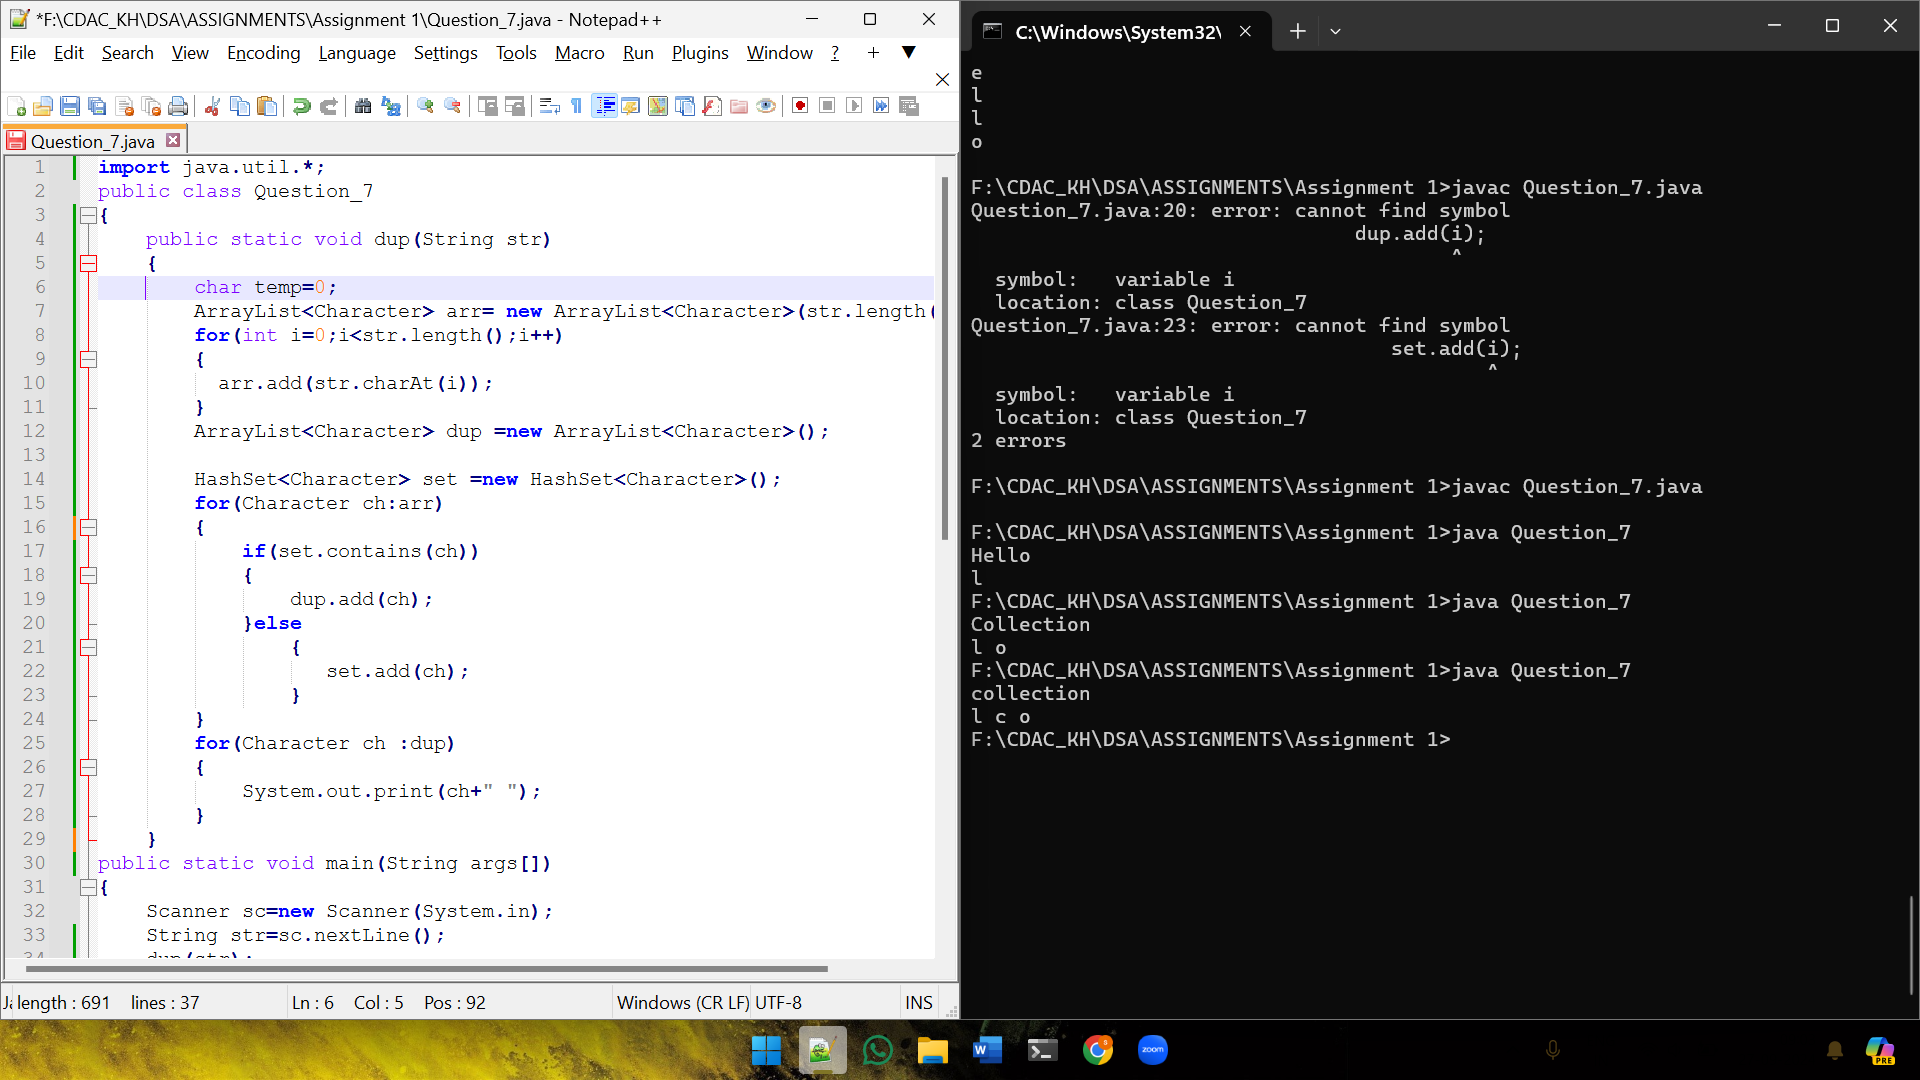 *F:\CDAC_KH\DSA\ASSIGNMENTS\Assignment 1\Question_7.java - Notepad++
File Edit Search View Encoding Language Settings Tools Macro Run Plugins Window ? +
Question_7.java
1 import java.util.*;
2 public class Question_7
3 {
4 public static void dup(String str)
5 {
6 char temp=0;
7 ArrayList<Character> arr= new ArrayList<Character>(str.length(
8 for(int i=0;i<str.length();i++)
9 {
10 arr.add(str.charAt(i));
11 }
12 ArrayList<Character> dup =new ArrayList<Character>();
13
14 HashSet<Character> set =new HashSet<Character>();
15 for(Character ch:arr)
16 {
17 if(set.contains(ch))
18 {
19 dup.add(ch);
20 }else
21 {
22 set.add(ch);
23 }
24 }
25 for(Character ch :dup)
26 {
27 System.out.print(ch+" ");
28 }
29 }
30 public static void main(String args[])
31 {
32 Scanner sc=new Scanner(System.in);
33 String str=sc.nextLine();
34 dup(str);
length : 691 lines : 37 Ln : 6 Col : 5 Pos : 92 Windows (CR LF) UTF-8 INS
C:\Windows\System32\
e
l
l
o
F:\CDAC_KH\DSA\ASSIGNMENTS\Assignment 1>javac Question_7.java
Question_7.java:20: error: cannot find symbol
dup.add(i);
^
symbol: variable i
location: class Question_7
Question_7.java:23: error: cannot find symbol
set.add(i);
^
symbol: variable i
location: class Question_7
2 errors
F:\CDAC_KH\DSA\ASSIGNMENTS\Assignment 1>javac Question_7.java
F:\CDAC_KH\DSA\ASSIGNMENTS\Assignment 1>java Question_7
Hello
l
F:\CDAC_KH\DSA\ASSIGNMENTS\Assignment 1>java Question_7
Collection
l o
F:\CDAC_KH\DSA\ASSIGNMENTS\Assignment 1>java Question_7
collection
l c o
F:\CDAC_KH\DSA\ASSIGNMENTS\Assignment 1>
zoom
PRE